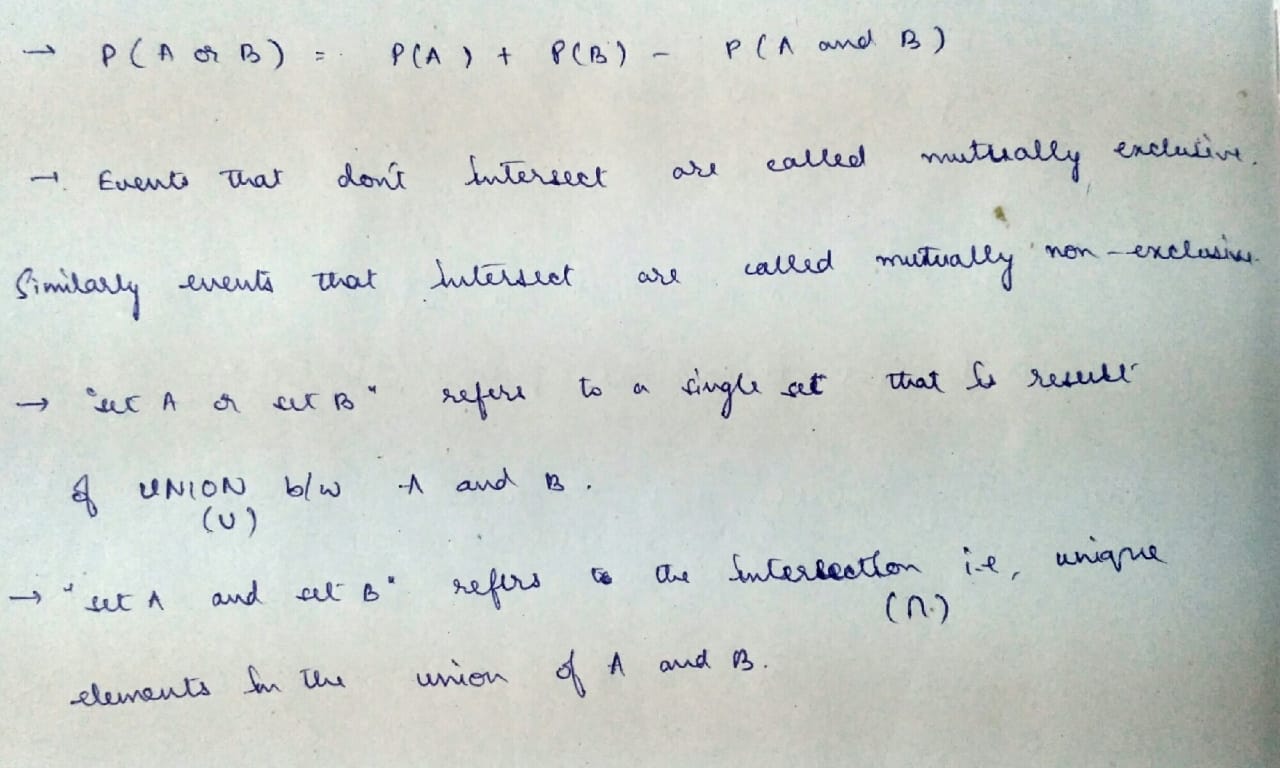 → P(A or B) = P(A) + P(B) - P(A and B)
→ Events that don't intersect are called mutually exclusive.
Similarly events that intersect are called mutually non-exclusive.
→ "set A or set B" refers to a single set that is result
of UNION b/w A and B.
(∪)
→ "set A and set B" refers to the intersection i.e, unique
(∩)
elements in the union of A and B.